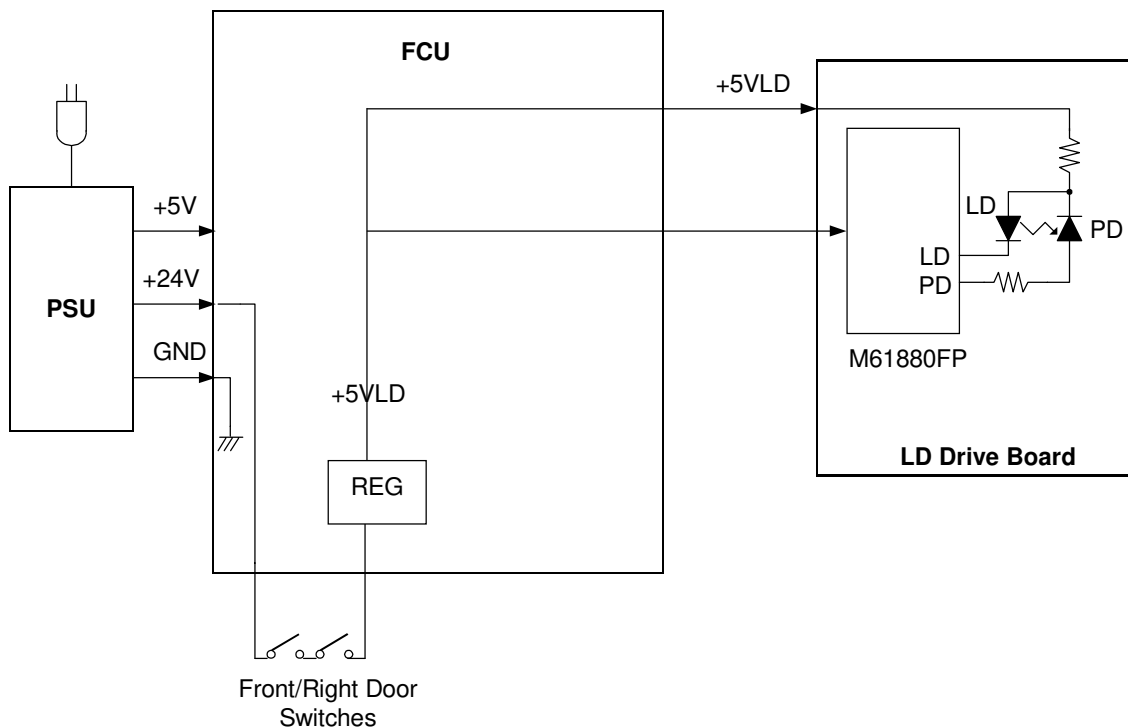 FCU
+5VLD
+5V
+24V
PSU
GND
+5VLD
REG
Front/Right Door
Switches
LD
PD
LD
PD
M61880FP
LD Drive Board